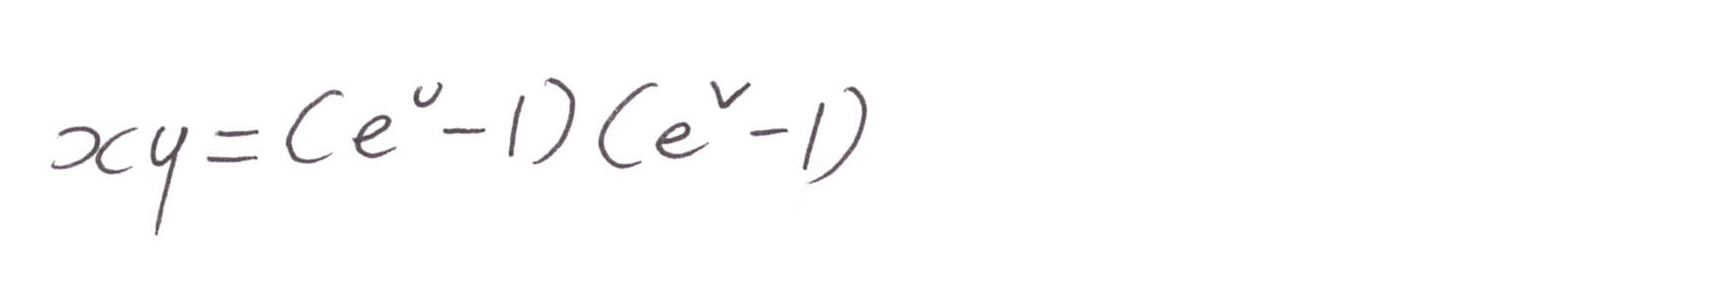 xy = (e^u - 1)(e^v - 1)